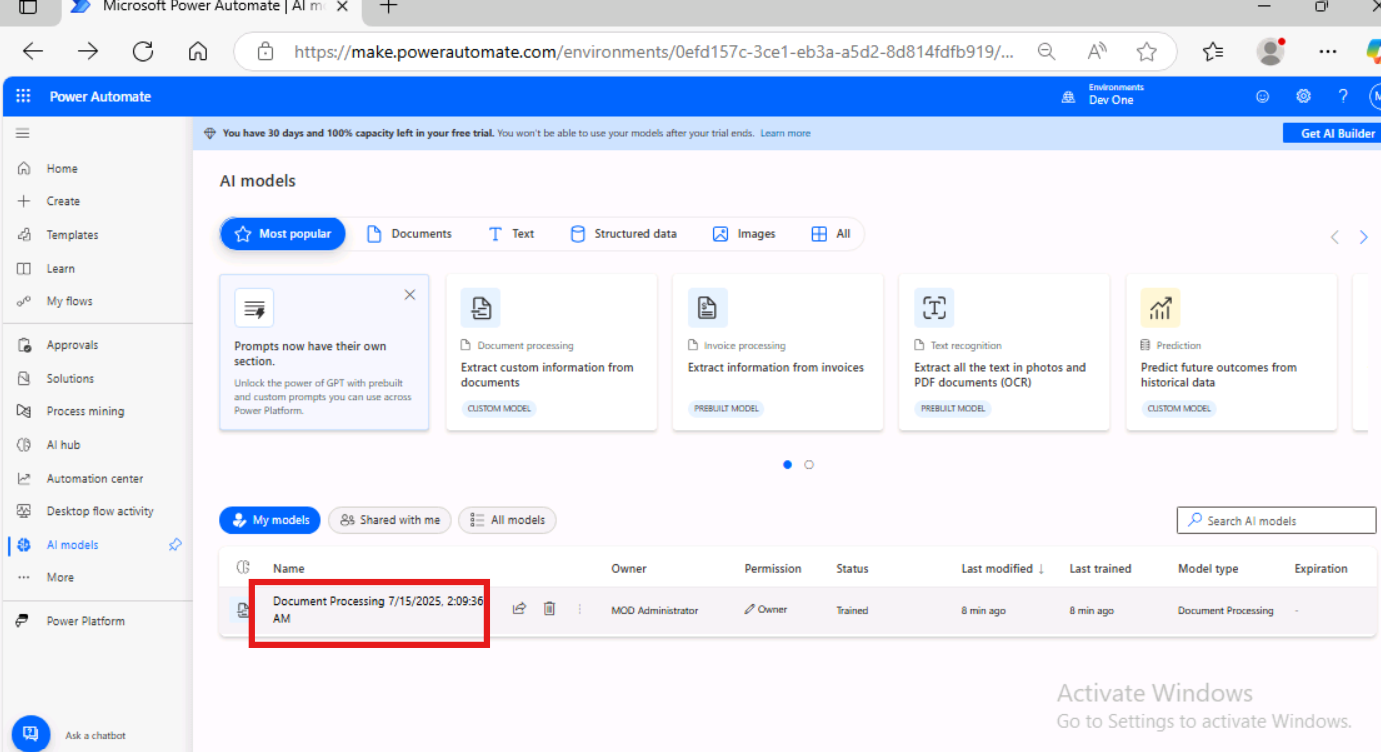 Microsoft Power Automate | AI m
https://make.powerautomate.com/environments/0efd157c-3ce1-eb3a-a5d2-8d814fdfb919/...
Power Automate
Environments
Dev One
You have 30 days and 100% capacity left in your free trial. You won't be able to use your models after your trial ends. Learn more
Get AI Builder
Home
Create
Templates
Learn
My flows
Approvals
Solutions
Process mining
AI hub
Automation center
Desktop flow activity
AI models
More
Power Platform
Ask a chatbot
AI models
Most popular
Documents
Text
Structured data
Images
All
Prompts now have their own
section.
Unlock the power of GPT with prebuilt
and custom prompts you can use across
Power Platform.
Document processing
Extract custom information from
documents
CUSTOM MODEL
Invoice processing
Extract information from invoices
PREBUILT MODEL
Text recognition
Extract all the text in photos and
PDF documents (OCR)
PREBUILT MODEL
Prediction
Predict future outcomes from
historical data
CUSTOM MODEL
My models
Shared with me
All models
Search AI models
Name Owner Permission Status Last modified ↓ Last trained Model type Expiration
Document Processing 7/15/2025, 2:09:36
AM
MOD Administrator Owner Trained 8 min ago 8 min ago Document Processing -
Activate Windows
Go to Settings to activate Windows.